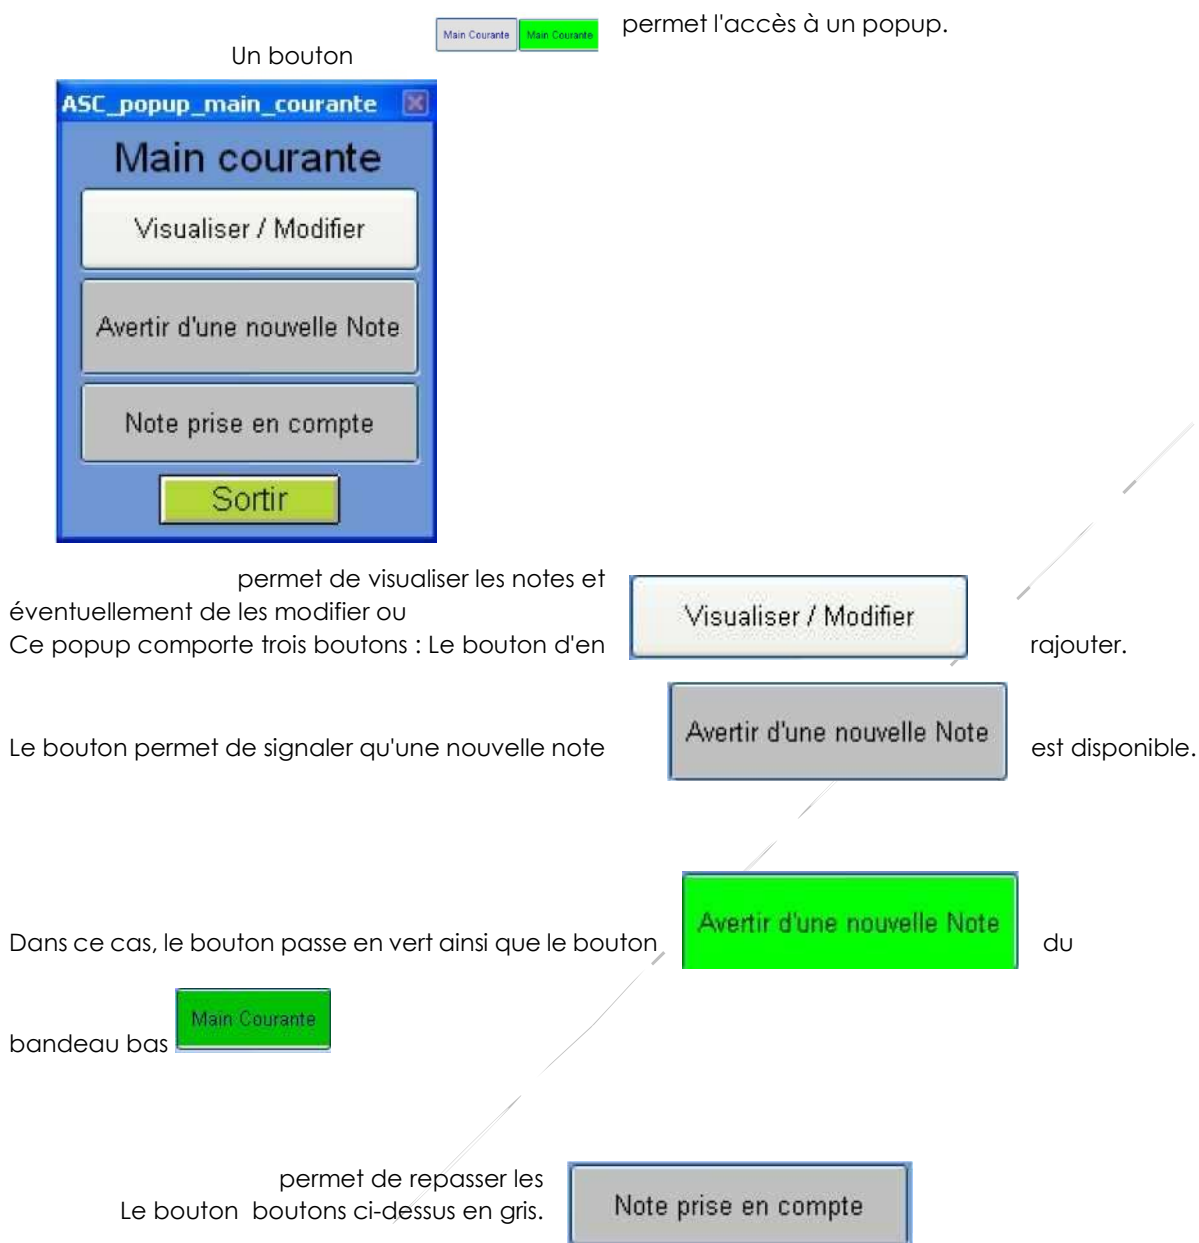 permet l'accès à un popup.
Main Courante Main Courante
Un bouton
ASC_popup_main_courante
Main courante
Visualiser / Modifier
Avertir d'une nouvelle Note
Note prise en compte
Sortir
permet de visualiser les notes et
éventuellement de les modifier ou
Visualiser / Modifier
Ce popup comporte trois boutons : Le bouton d'en rajouter.
Avertir d'une nouvelle Note
Le bouton permet de signaler qu'une nouvelle note est disponible.
Avertir d'une nouvelle Note
Dans ce cas, le bouton passe en vert ainsi que le bouton du
Main Courante
bandeau bas
permet de repasser les
Note prise en compte
Le bouton boutons ci-dessus en gris.